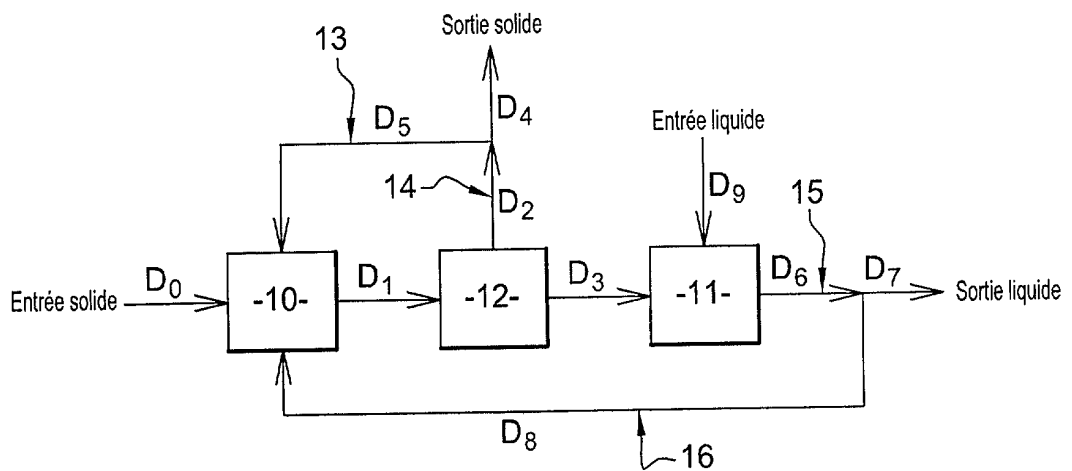 Sortie solide
13
D4
D5
Entrée liquide
14
D2
D9
15
D0
Entrée solide
-10-
D1
-12-
D3
-11-
D6
D7
Sortie liquide
D8
16